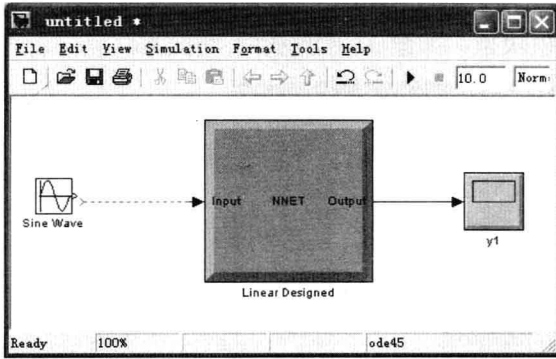 untitled *
File Edit View Simulation Format Tools Help
10.0 Norm
Sine Wave
Input NNET Output
Linear Designed
y1
Ready 100% ode45